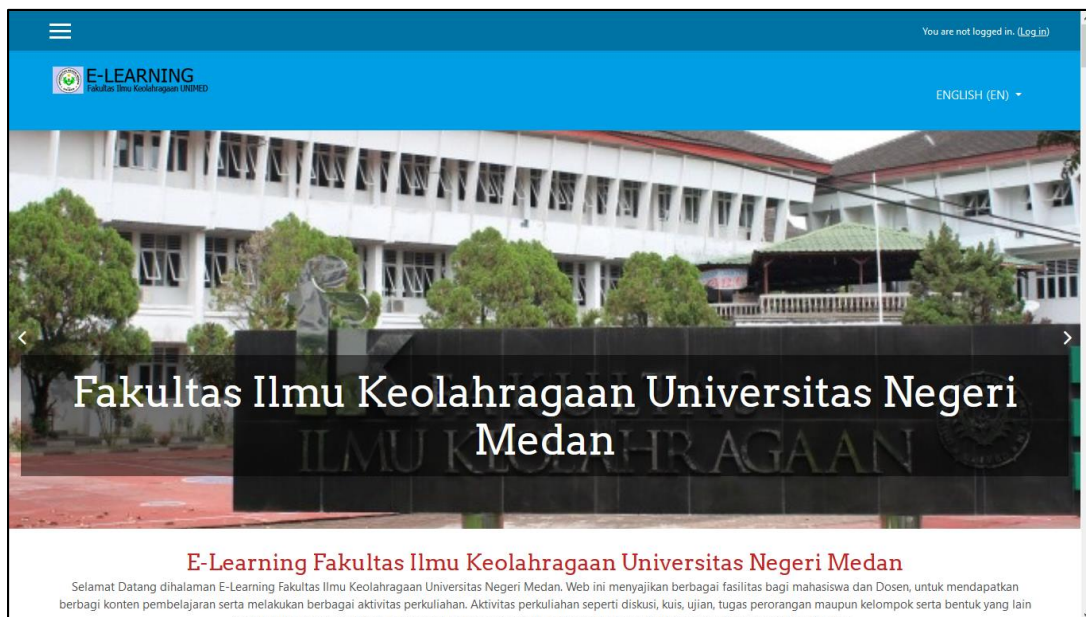 You are not logged in. (Log in)
E-LEARNING
Fakultas Ilmu Keolahragaan UNIMED
ENGLISH (EN)
Fakultas Ilmu Keolahragaan Universitas Negeri
Medan
FAKULTAS
ILMU KEOLAHRAGAAN
E-Learning Fakultas Ilmu Keolahragaan Universitas Negeri Medan
Selamat Datang dihalaman E-Learning Fakultas Ilmu Keolahragaan Universitas Negeri Medan. Web ini menyajikan berbagai fasilitas bagi mahasiswa dan Dosen, untuk mendapatkan
berbagi konten pembelajaran serta melakukan berbagai aktivitas perkuliahan. Aktivitas perkuliahan seperti diskusi, kuis, ujian, tugas perorangan maupun kelompok serta bentuk yang lain